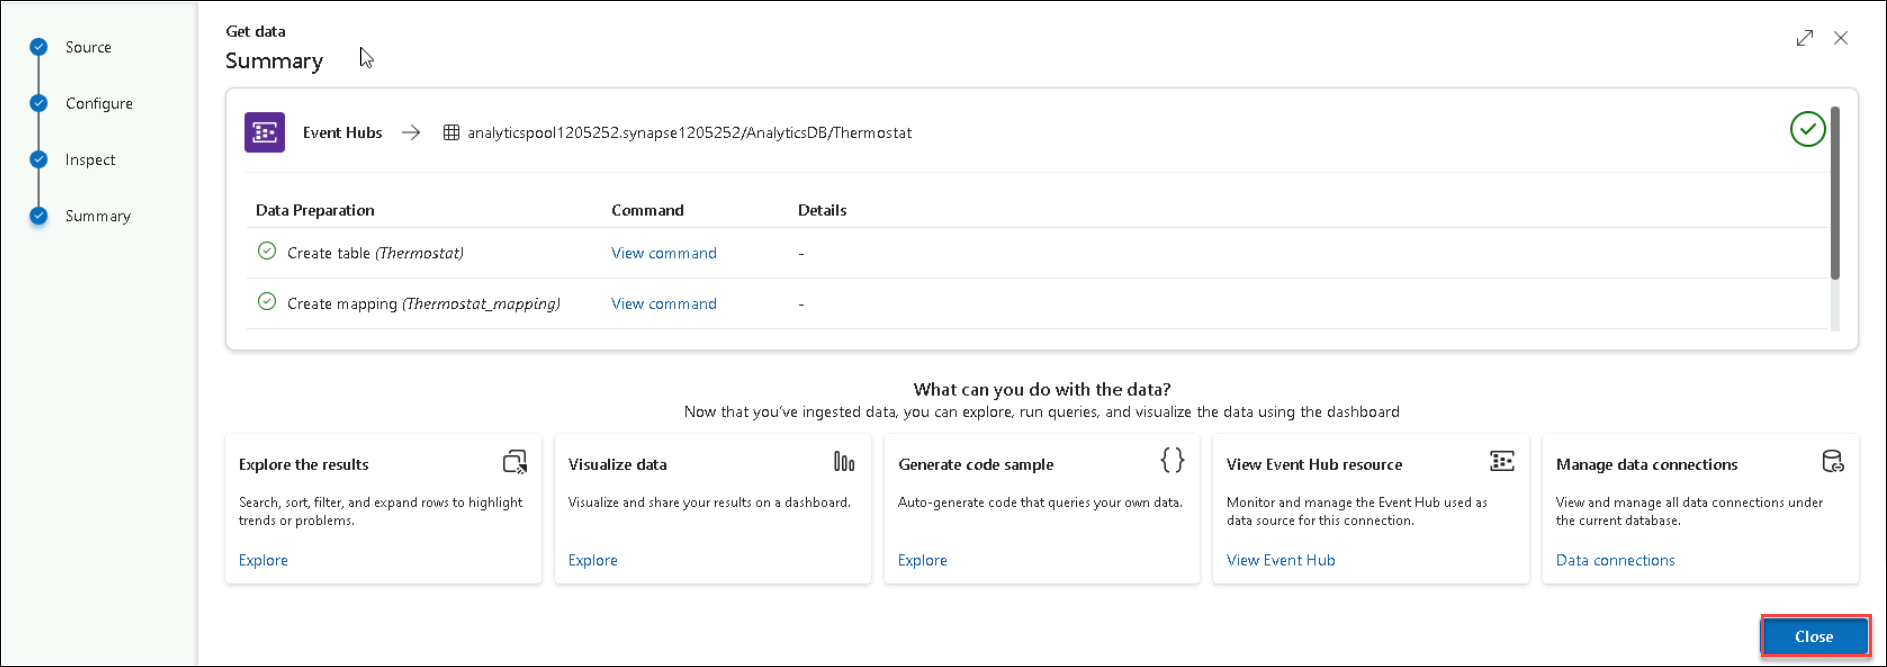 Source
Configure
Inspect
Summary
Get data
Summary
Event Hubs → analyticspool1205252.synapse1205252/AnalyticsDB/Thermostat
Data Preparation Command Details
Create table (Thermostat) View command -
Create mapping (Thermostat_mapping) View command -
What can you do with the data?
Now that you've ingested data, you can explore, run queries, and visualize the data using the dashboard
Explore the results
Search, sort, filter, and expand rows to highlight
trends or problems.
Explore
Visualize data
Visualize and share your results on a dashboard.
Explore
Generate code sample
Auto-generate code that queries your own data.
Explore
View Event Hub resource
Monitor and manage the Event Hub used as
data source for this connection.
View Event Hub
Manage data connections
View and manage all data connections under
the current database.
Data connections
Close